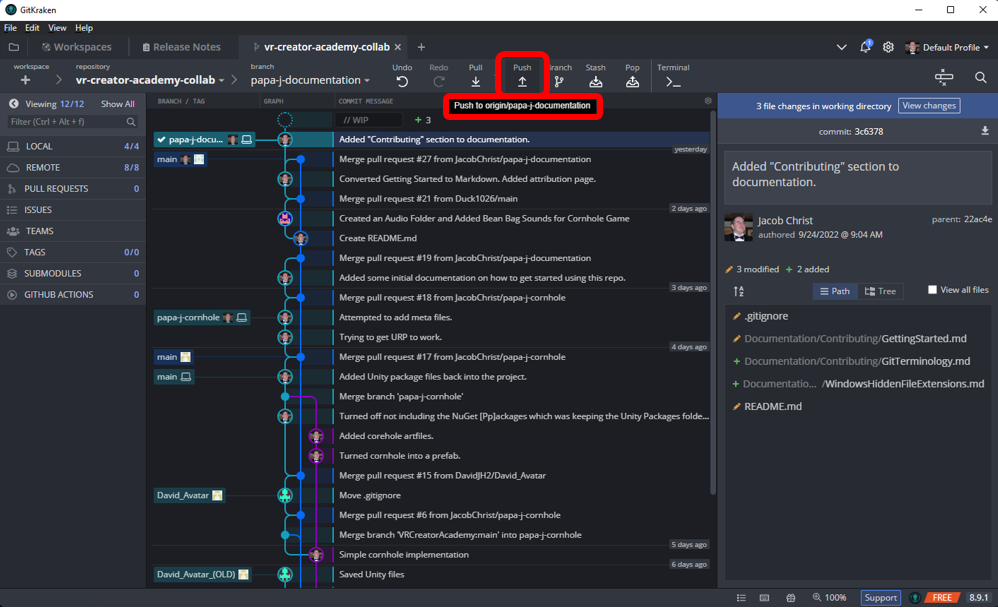 GitKraken
File Edit View Help
Workspaces
Release Notes
vr-creator-academy-collab
workspace
repository
vr-creator-academy-collab
branch
papa-j-documentation
Undo
Redo
Pull
Push
Branch
Stash
Pop
Terminal
1
Default Profile
Push to origin/papa-j-documentation
Viewing 12/12 Show All
Filter (Ctrl + Alt + f)
LOCAL 4/4
REMOTE 8/8
PULL REQUESTS 0
ISSUES
TEAMS
TAGS 0/0
SUBMODULES 0
GITHUB ACTIONS 0
BRANCH / TAG GRAPH COMMIT MESSAGE
// WIP 3
papa-j-docu... Added "Contributing" section to documentation.
yesterday
main Merge pull request #27 from JacobChrist/papa-j-documentation
Converted Getting Started to Markdown. Added attribution page.
Merge pull request #21 from Duck1026/main
2 days ago
Created an Audio Folder and Added Bean Bag Sounds for Cornhole Game
Create README.md
Merge pull request #19 from JacobChrist/papa-j-documentation
Added some initial documentation on how to get started using this repo.
3 days ago
Merge pull request #18 from JacobChrist/papa-j-cornhole
papa-j-cornhole Attempted to add meta files.
Trying to get URP to work.
4 days ago
main Merge pull request #17 from JacobChrist/papa-j-cornhole
main Added Unity package files back into the project.
Merge branch 'papa-j-cornhole'
Turned off not including the NuGet [Pp]ackages which was keeping the Unity Packages folde...
Added corehole artfiles.
Turned cornhole into a prefab.
Merge pull request #15 from DavidJH2/David_Avatar
David_Avatar Move .gitignore
Merge pull request #6 from JacobChrist/papa-j-cornhole
Merge branch 'VRCreatorAcademy:main' into papa-j-cornhole
5 days ago
Simple cornhole implementation
6 days ago
David_Avatar_(OLD) Saved Unity files
3 file changes in working directory View changes
commit: 3c6378
Added "Contributing" section to
documentation.
Jacob Christ
authored 9/24/2022 @ 9:04 AM
parent: 22ac4e
3 modified + 2 added
Path Tree View all files
.gitignore
Documentation/Contributing/GettingStarted.md
Documentation/Contributing/GitTerminology.md
Documentatio... /WindowsHiddenFileExtensions.md
README.md
100% Support FREE 8.9.1